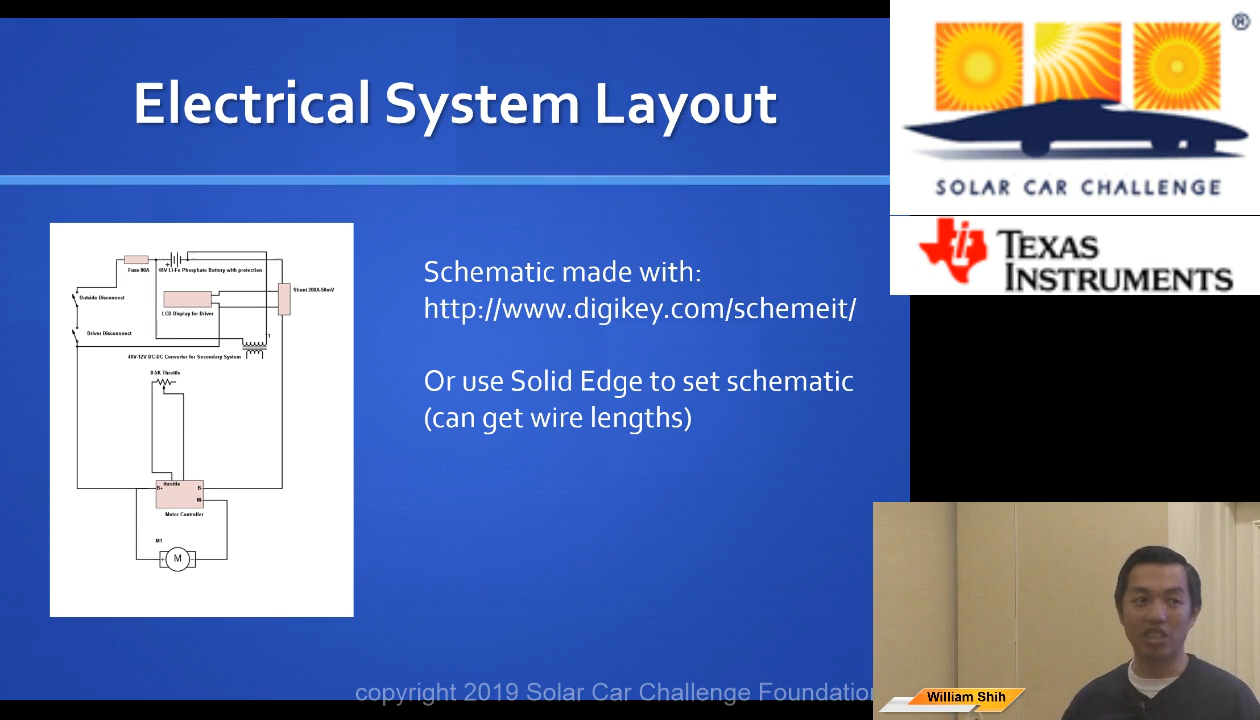 Electrical System Layout
®
SOLAR CAR CHALLENGE
TEXAS
INSTRUMENTS
Fuse 80A
48V Li-Fe Phosphate Battery with protection
Outside Disconnect
LCD Display for Driver
Shunt 200A-50mV
Driver Disconnect
48V-12V DC-DC Converter for Secondary System
0-5K Throttle
throttle
B+
B
M
Motor Controller
M1
M
Schematic made with:
http://www.digikey.com/schemeit/
Or use Solid Edge to set schematic
(can get wire lengths)
copyright 2019 Solar Car Challenge Foundation
William Shih